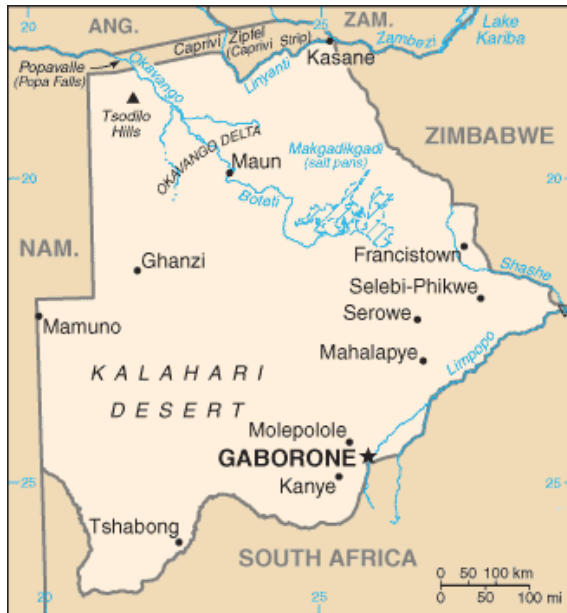 20
ANG.
25
ZAM.
Lake
Kariba
Caprivi Zipfel
(Caprivi Strip)
Zambezi
Kasane
Popavalle
(Popa Falls)
Okavango
Linyanti
Tsodilo
Hills
OKAVANGO DELTA
ZIMBABWE
Makgadikgadi
(salt pans)
Maun
20
20
Boteti
NAM.
Ghanzi
Francistown
Shashe
Selebi-Phikwe
Serowe
Mamuno
Mahalapye
Limpopo
KALAHARI
DESERT
Molepolole
GABORONE
Kanye
25
25
Tshabong
SOUTH AFRICA
20
25
0 50 100 km
0 50 100 mi